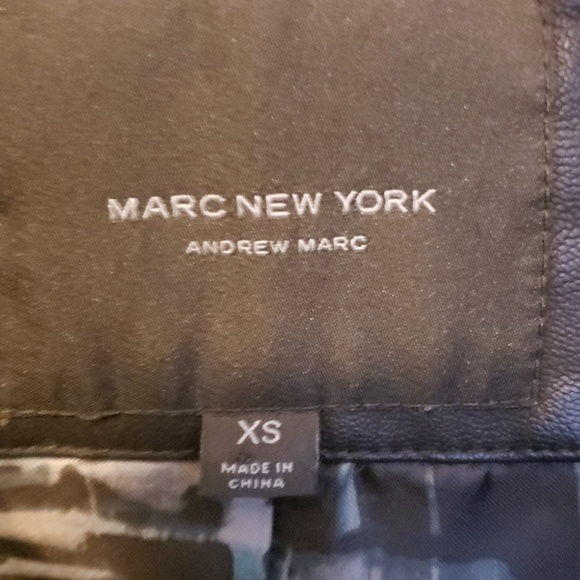 MARC NEW YORK
ANDREW MARC
XS
MADE IN
CHINA